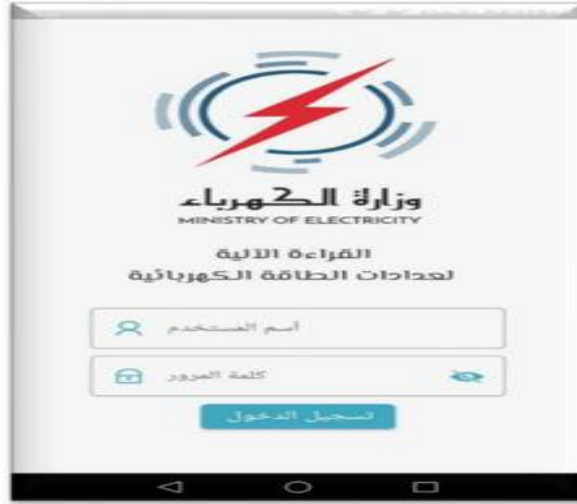 وزارة الكهرباء
MINISTRY OF ELECTRICITY
القراءة الآلية
لعدادات الطاقة الكهربائية
أسم المستخدم
كلمة المرور
تسجيل الدخول